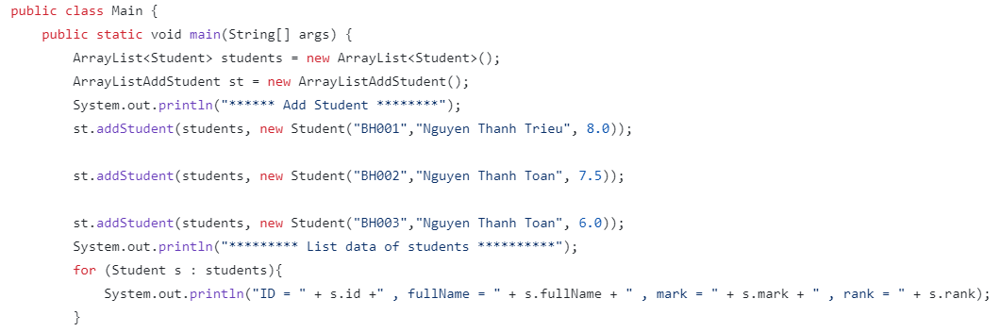 public class Main {
    public static void main(String[] args) {
        ArrayList<Student> students = new ArrayList<Student>();
        ArrayListAddStudent st = new ArrayListAddStudent();
        System.out.println("****** Add Student ********");
        st.addStudent(students, new Student("BH001","Nguyen Thanh Trieu", 8.0));
        st.addStudent(students, new Student("BH002","Nguyen Thanh Toan", 7.5));
        st.addStudent(students, new Student("BH003","Nguyen Thanh Toan", 6.0));
        System.out.println("********* List data of students **********");
        for (Student s : students){
            System.out.println("ID = " + s.id +" , fullName = " + s.fullName + " , mark = " + s.mark + " , rank = " + s.rank);
        }